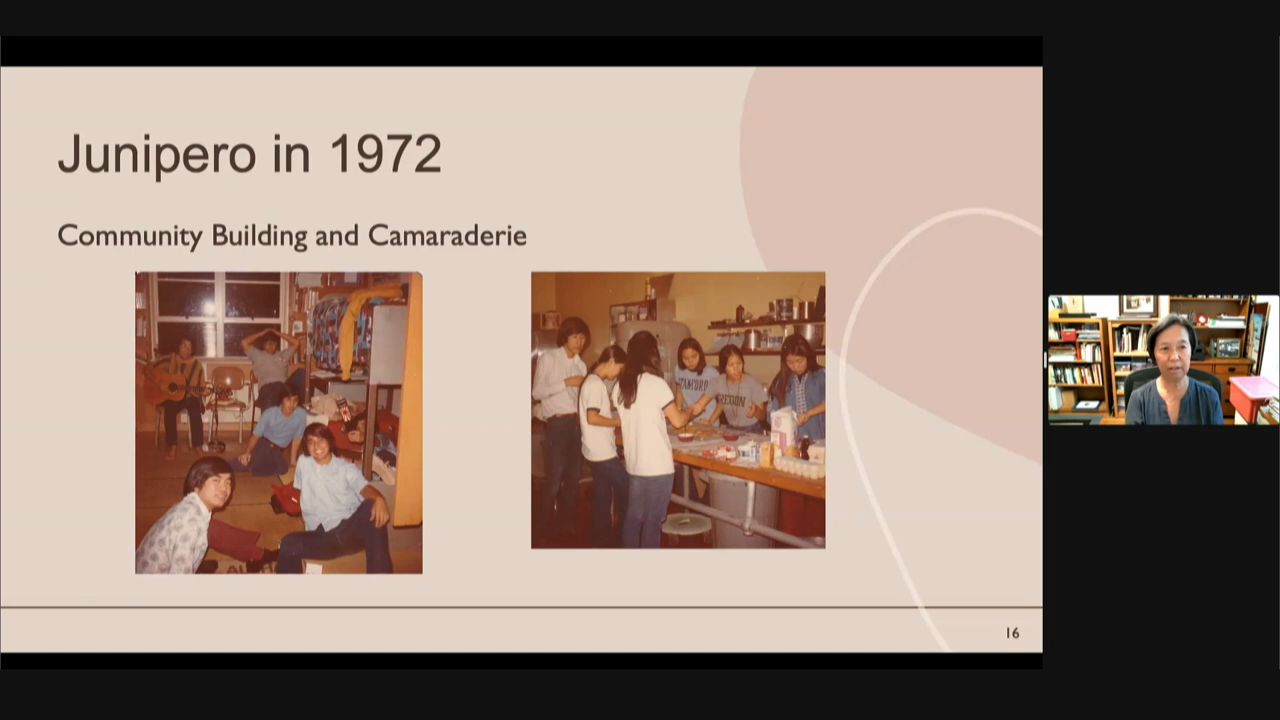 Junipero in 1972
Community Building and Camaraderie
STANFORD
OREGON
16